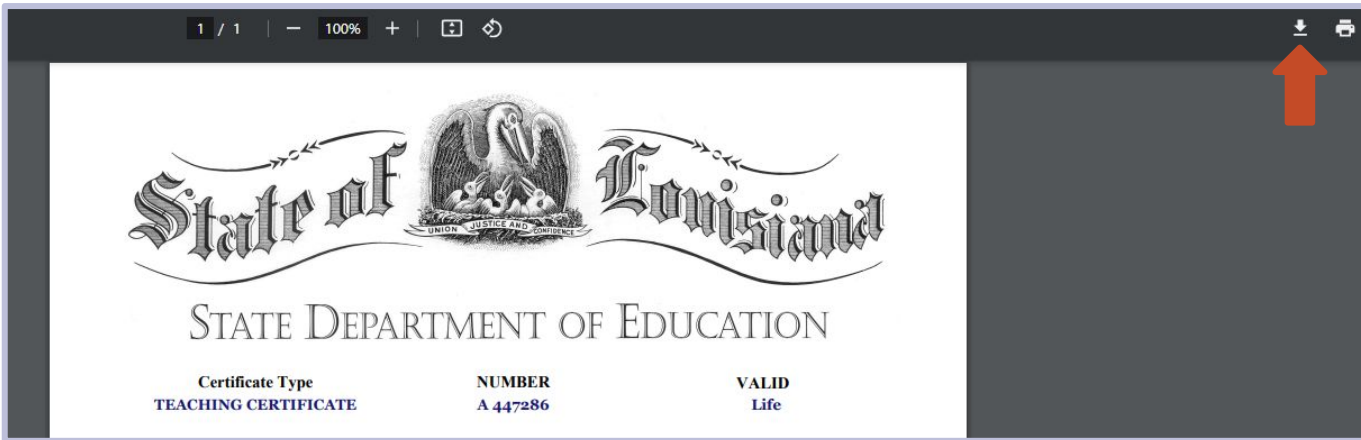 1 / 1 100%
State of Louisiana
UNION JUSTICE AND CONFIDENCE
STATE DEPARTMENT OF EDUCATION
Certificate Type NUMBER VALID
TEACHING CERTIFICATE A 447286 Life